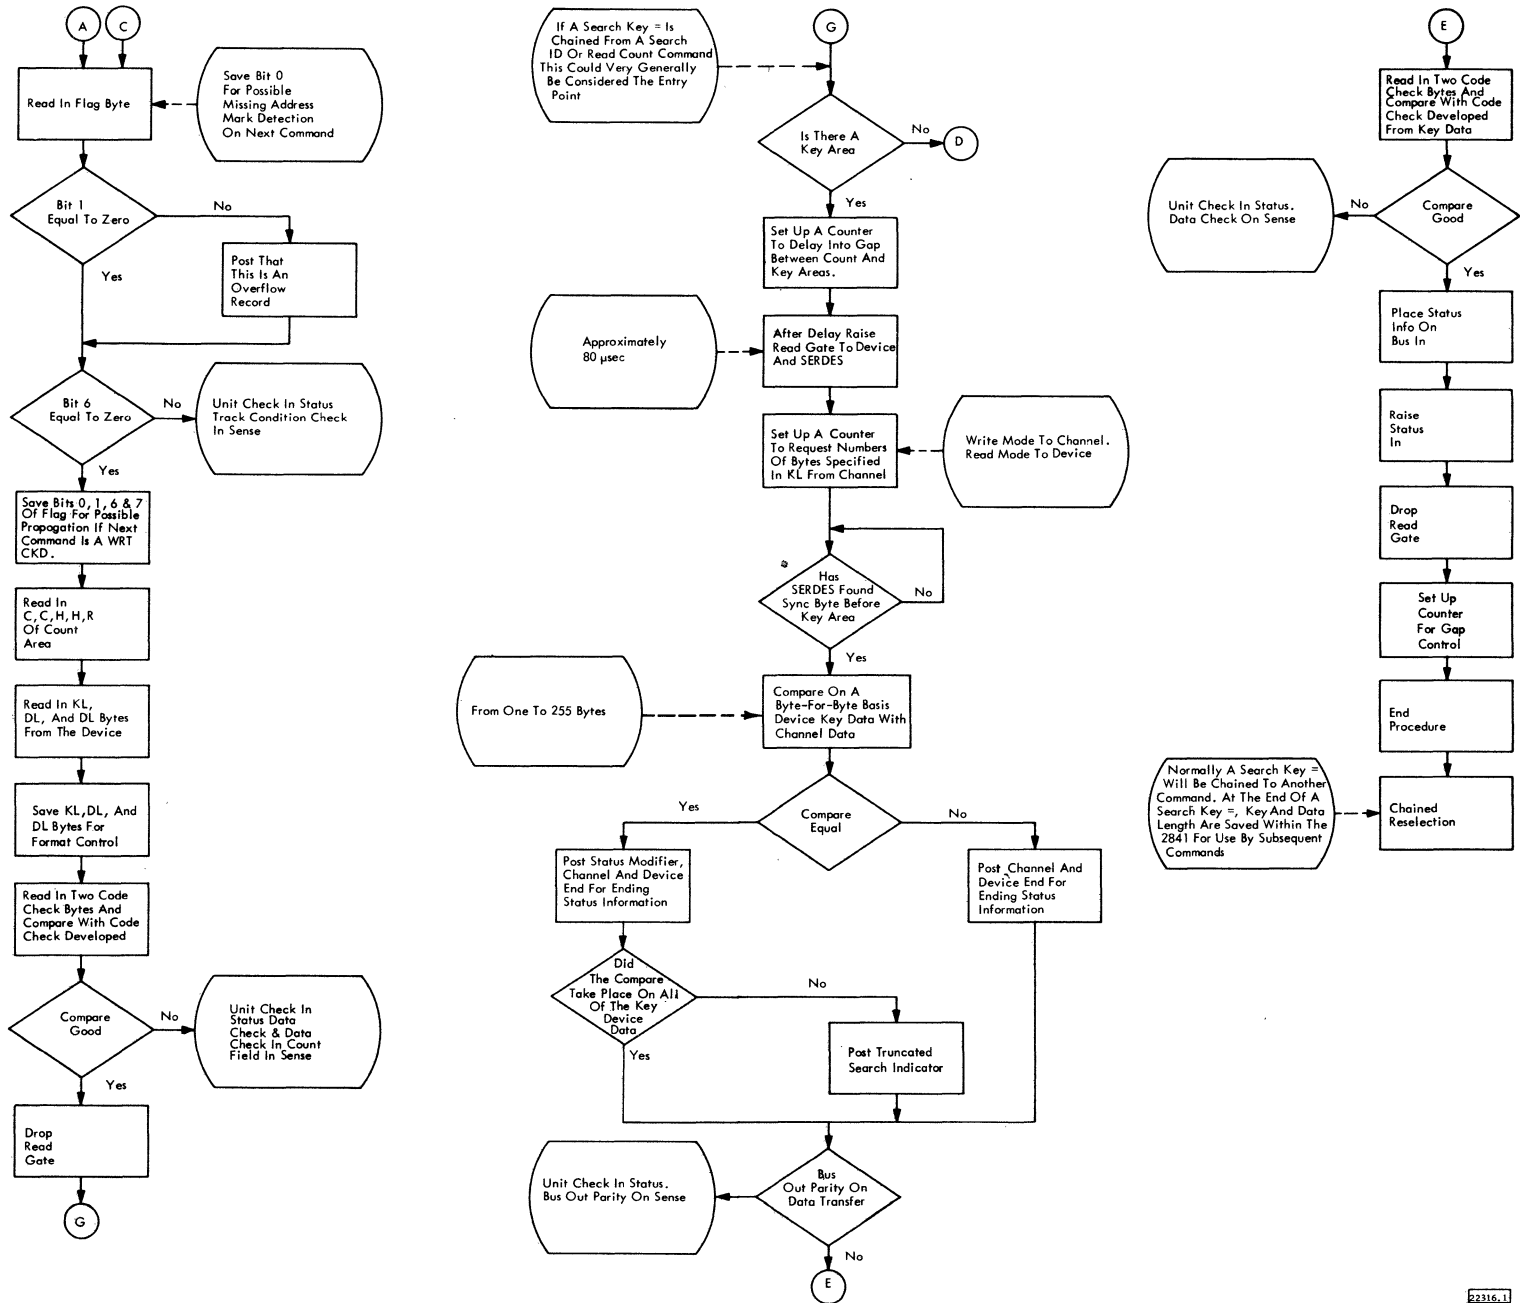 A
C
Read In Flag Byte
Save Bit 0
For Possible
Missing Address
Mark Detection
On Next Command
Bit 1
Equal To Zero
No
Yes
Post That
This Is An
Overflow
Record
Bit 6
Equal To Zero
No
Unit Check In Status
Track Condition Check
In Sense
Yes
Save Bits 0, 1, 6 & 7
Of Flag For Possible
Propogation If Next
Command Is A WRT
CKD.
Read In
C, C, H, H, R
Of Count
Area
Read In KL,
DL, And DL Bytes
From The Device
Save KL, DL, And
DL Bytes For
Format Control
Read In Two Code
Check Bytes And
Compare With Code
Check Developed
Compare
Good
No
Unit Check In
Status Data
Check & Data
Check In Count
Field In Sense
Yes
Drop
Read
Gate
G
If A Search Key = Is
Chained From A Search
ID Or Read Count Command
This Could Very Generally
Be Considered The Entry
Point
G
Is There A
Key Area
No
D
Yes
Set Up A Counter
To Delay Into Gap
Between Count And
Key Areas.
Approximately
80 µsec
After Delay Raise
Read Gate To Device
And SERDES
Set Up A Counter
To Request Numbers
Of Bytes Specified
In KL From Channel
Write Mode To Channel.
Read Mode To Device
Has
SERDES Found
Sync Byte Before
Key Area
No
Yes
From One To 255 Bytes
Compare On A
Byte-For-Byte Basis
Device Key Data With
Channel Data
Compare
Equal
Yes
No
Post Status Modifier,
Channel And Device
End For Ending
Status Information
Post Channel And
Device End For
Ending Status
Information
Did
The Compare
Take Place On All
Of The Key
Device
Data
No
Yes
Post Truncated
Search Indicator
Bus
Out Parity On
Data Transfer
Unit Check In Status.
Bus Out Parity On Sense
No
E
E
Read In Two Code
Check Bytes And
Compare With Code
Check Developed
From Key Data
Compare
Good
No
Unit Check In Status.
Data Check On Sense
Yes
Place Status
Info On
Bus In
Raise
Status
In
Drop
Read
Gate
Set Up
Counter
For Gap
Control
End
Procedure
Normally A Search Key =
Will Be Chained To Another
Command. At The End Of A
Search Key =, Key And Data
Length Are Saved Within The
2841 For Use By Subsequent
Commands
Chained
Reselection
22316.1